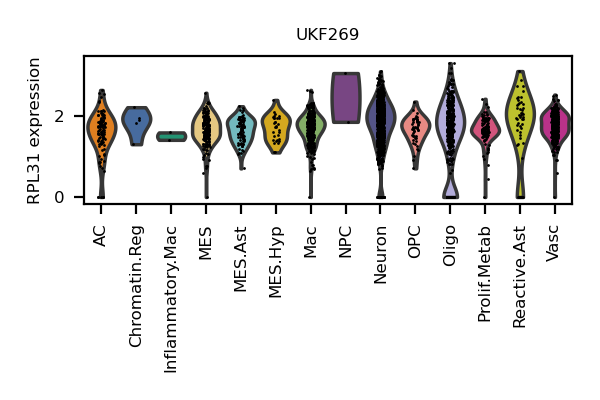 UKF269
RPL31 expression
2
0
AC
Chromatin.Reg
Inflammatory.Mac
MES
MES.Ast
MES.Hyp
Mac
NPC
Neuron
OPC
Oligo
Prolif.Metab
Reactive.Ast
Vasc